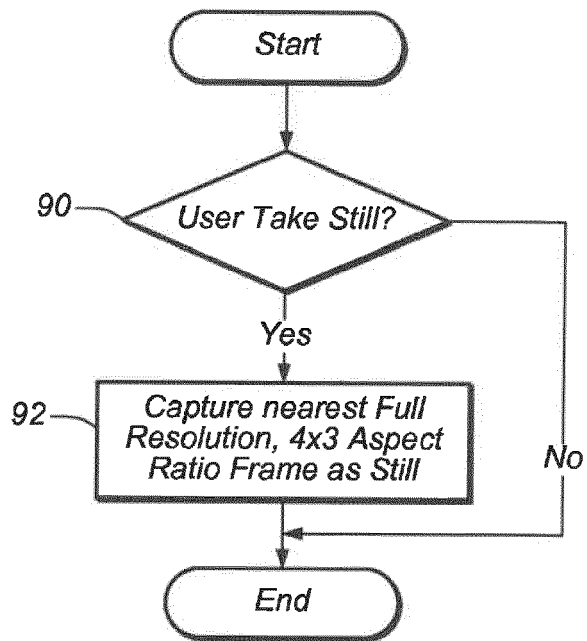 Start
90
User Take Still?
Yes
92
Capture nearest Full
Resolution, 4x3 Aspect
Ratio Frame as Still
No
End